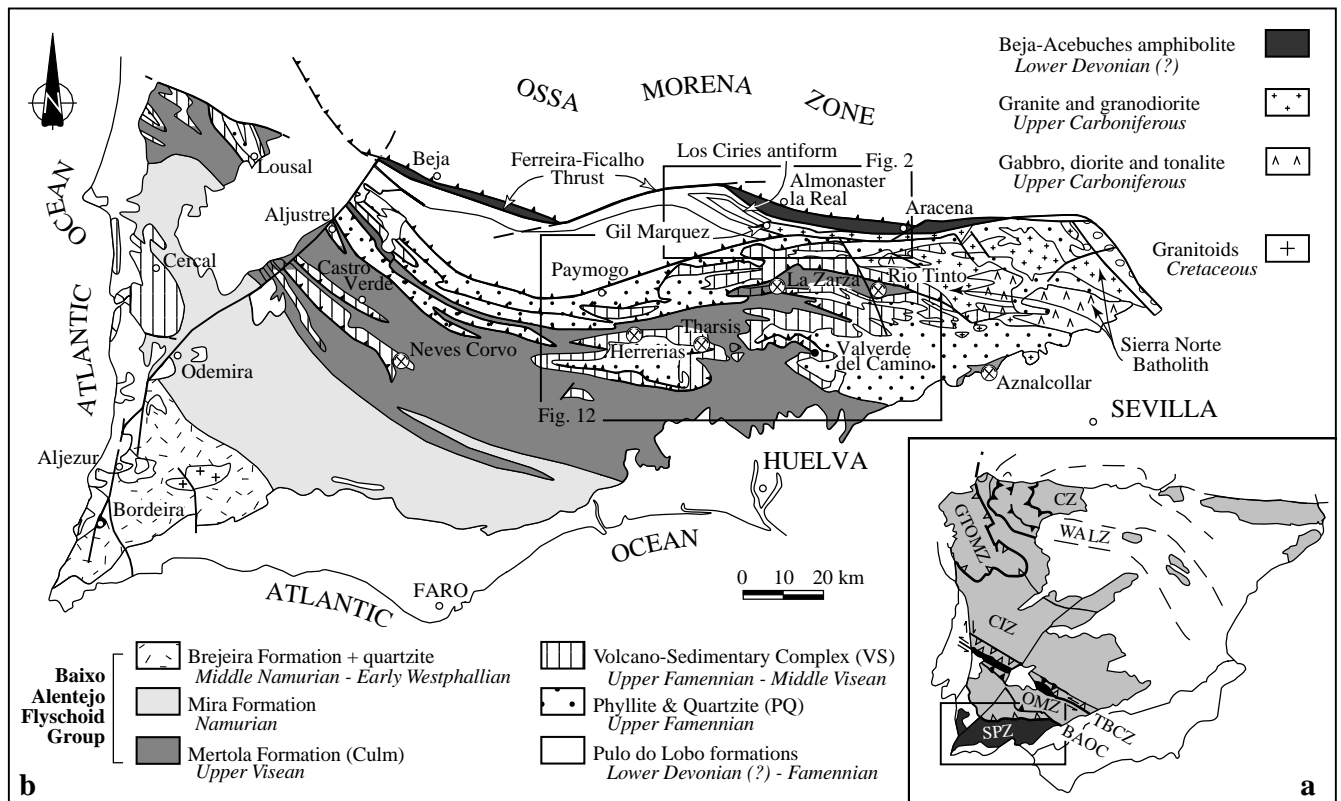 Beja-Acebuches amphibolite
Lower Devonian (?)
Granite and granodiorite
Upper Carboniferous
Gabbro, diorite and tonalite
Upper Carboniferous
Granitoids
Cretaceous
OSSA MORENA ZONE
Los Ciries antiform
Fig. 2
Beja
Ferreira-Ficalho
Thrust
Almonaster
la Real
Lousal
Aracena
Aljustrel
Gil Marquez
OCEAN
ATLANTIC
Cercal
Castro
Verde
Paymogo
La Zarza
Rio Tinto
Neves Corvo
Tharsis
Herrerias
Valverde
del Camino
Sierra Norte
Batholith
Odemira
Aznalcollar
Fig. 12
SEVILLA
Aljezur
HUELVA
Bordeira
OCEAN
ATLANTIC
FARO
0 10 20 km
CZ
GTOMZ
WALZ
CIZ
OMZ
TBCZ
BAOC
SPZ
a
Baixo
Alentejo
Flyschoid
Group
Brejeira Formation + quartzite
Middle Namurian - Early Westphallian
Mira Formation
Namurian
Mertola Formation (Culm)
Upper Visean
Volcano-Sedimentary Complex (VS)
Upper Famennian - Middle Visean
Phyllite & Quartzite (PQ)
Upper Famennian
Pulo do Lobo formations
Lower Devonian (?) - Famennian
b